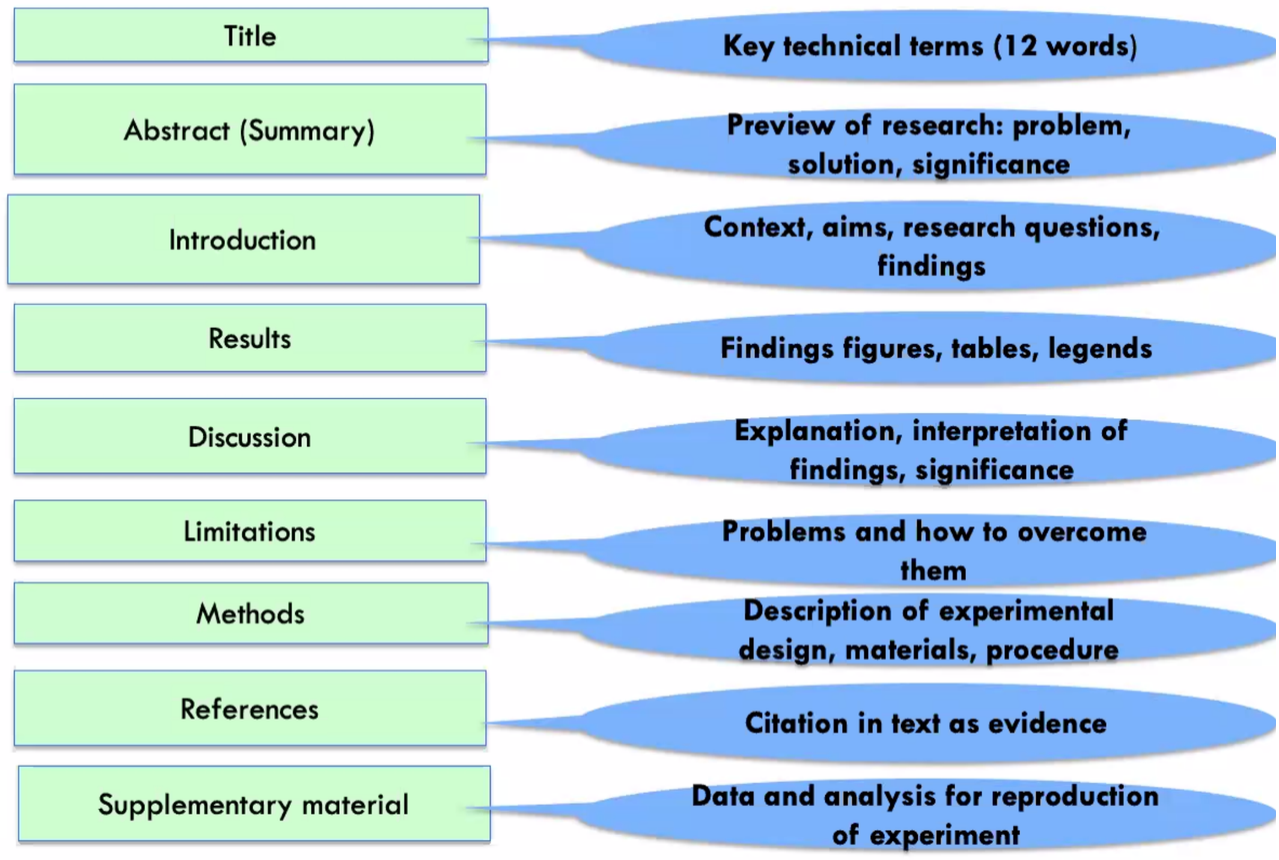 Title
Key technical terms (12 words)
Abstract (Summary)
Preview of research: problem,
solution, significance
Introduction
Context, aims, research questions,
findings
Results
Findings figures, tables, legends
Discussion
Explanation, interpretation of
findings, significance
Limitations
Problems and how to overcome
them
Methods
Description of experimental
design, materials, procedure
References
Citation in text as evidence
Supplementary material
Data and analysis for reproduction
of experiment